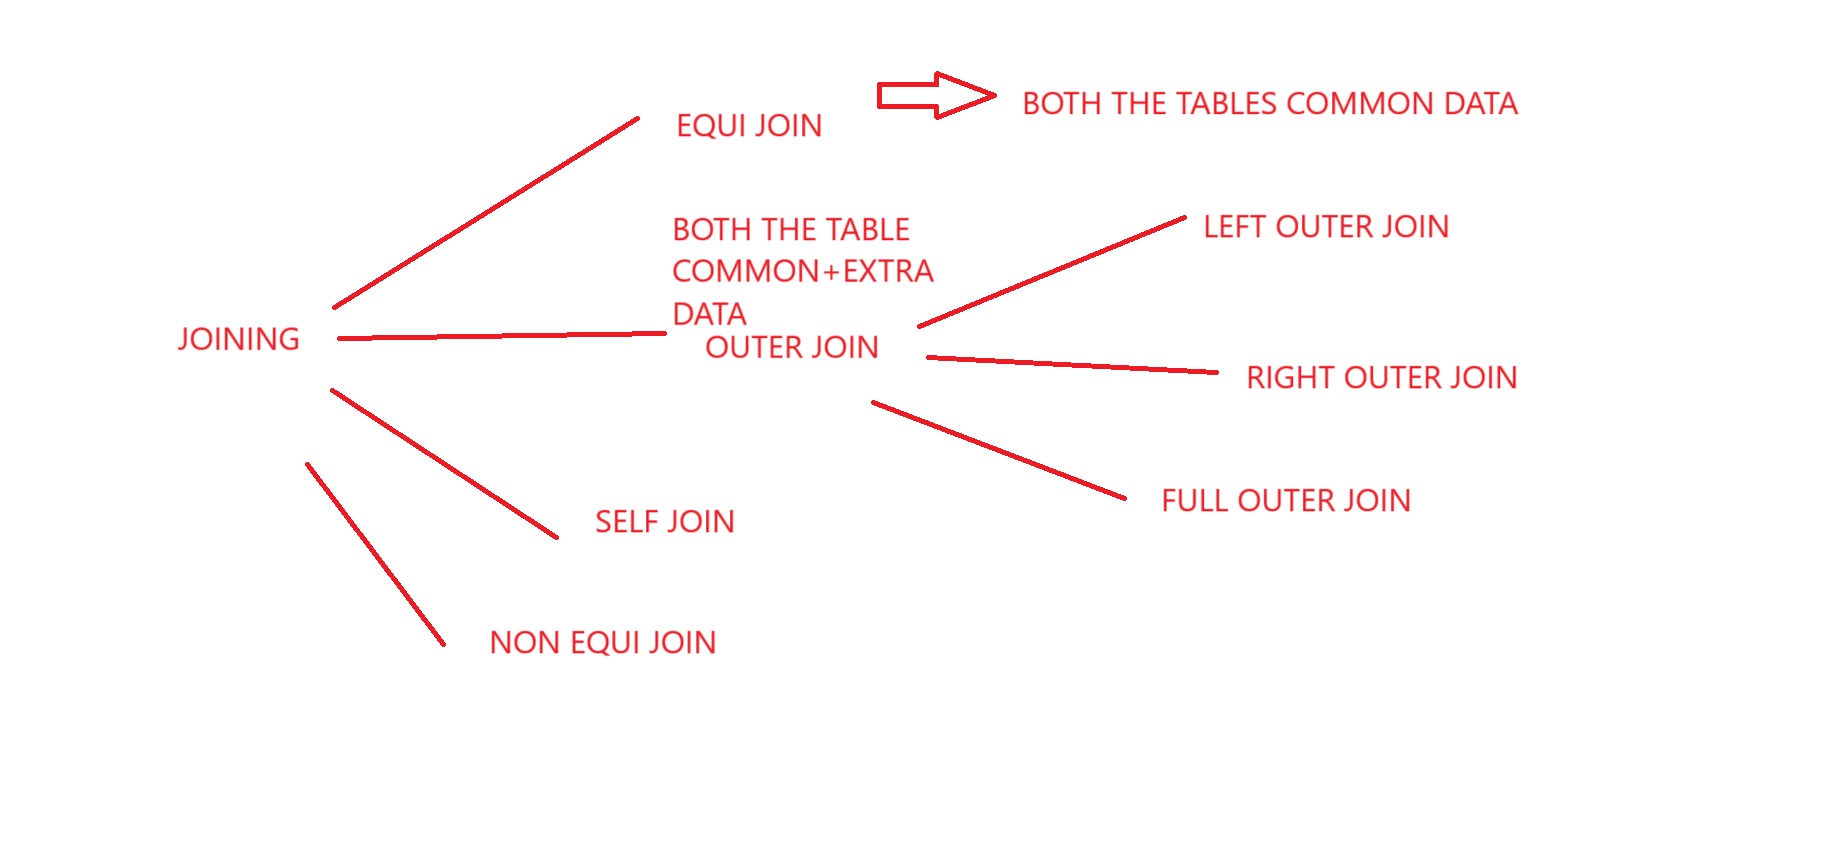 EQUI JOIN
BOTH THE TABLES COMMON DATA
BOTH THE TABLE
COMMON+EXTRA
DATA
JOINING
OUTER JOIN
LEFT OUTER JOIN
RIGHT OUTER JOIN
FULL OUTER JOIN
SELF JOIN
NON EQUI JOIN